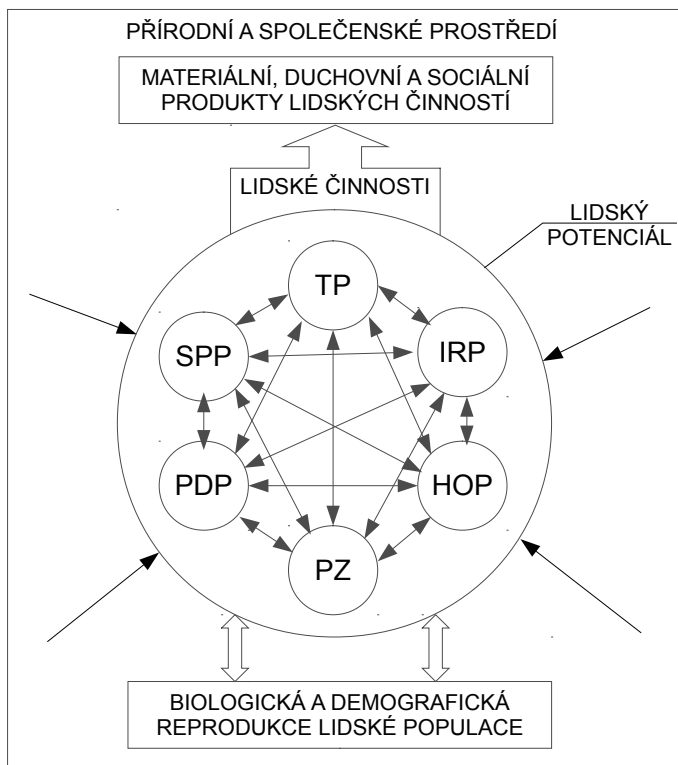 PŘÍRODNÍ A SPOLEČENSKÉ PROSTŘEDÍ
MATERIÁLNÍ, DUCHOVNÍ A SOCIÁLNÍ
PRODUKTY LIDSKÝCH ČINNOSTÍ
LIDSKÉ ČINNOSTI
LIDSKÝ
POTENCIÁL
TP
SPP
IRP
PDP
HOP
PZ
BIOLOGICKÁ A DEMOGRAFICKÁ
REPRODUKCE LIDSKÉ POPULACE